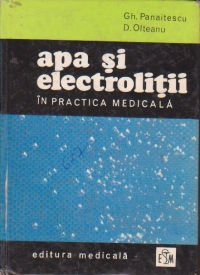 Gh. Panaitescu
D. Olteanu
apa și
electroliții
ÎN PRACTICA MEDICALĂ
editura medicală